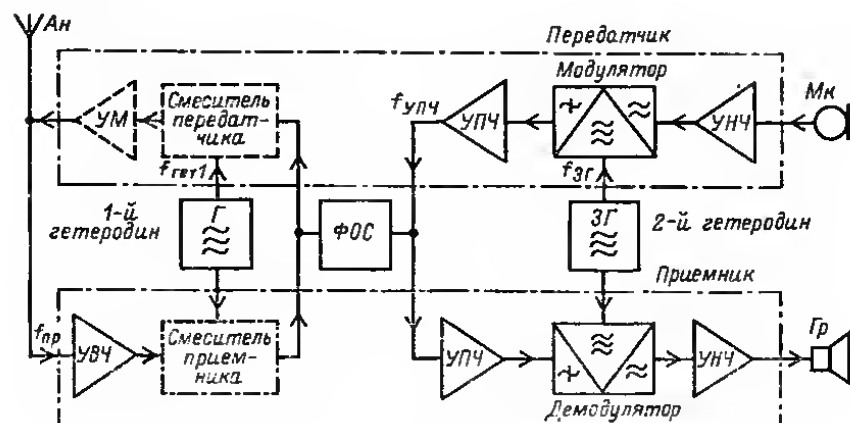 Ан
Передатчик
Модулятор
Мк
УМ
Смеситель
передат-
чика
fУПЧ
УПЧ
УНЧ
fгет1
fЗГ
1-й
гетеродин
Г
ФОС
ЗГ
2-й гетеродин
Приемник
fпр
УВЧ
Смеситель
прием-
ника
УПЧ
УНЧ
Гр
Демодулятор